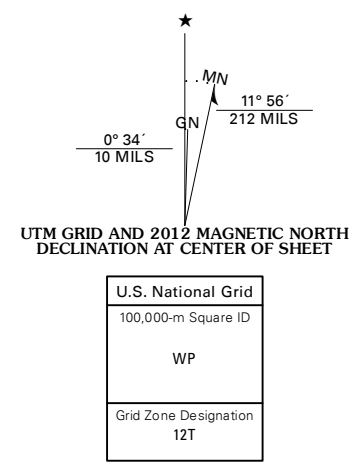 ★
MN
11° 56´
212 MILS
GN
0° 34´
10 MILS
UTM GRID AND 2012 MAGNETIC NORTH
DECLINATION AT CENTER OF SHEET
U.S. National Grid
100,000-m Square ID
WP
Grid Zone Designation
12T